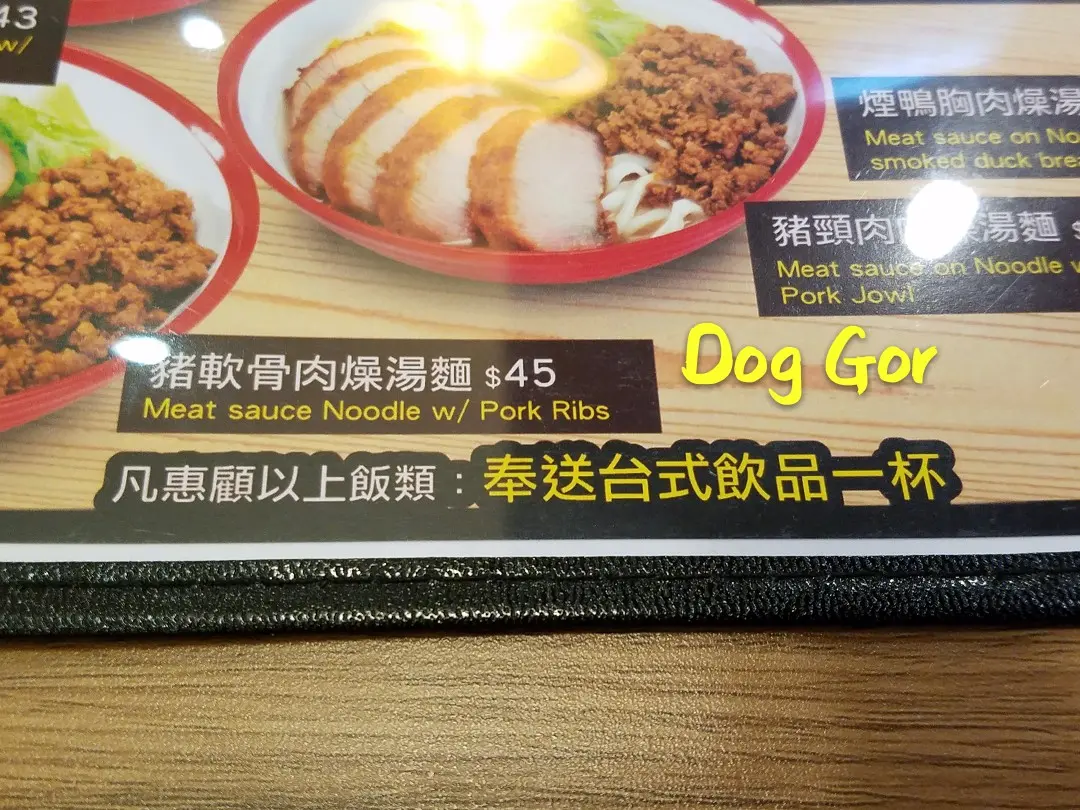 43
w/
煙鴨胸肉燥湯
Meat sauce on
smoked duck
豬頸肉 湯麵
Meat sauce on Noodle
Pork Jowl
Dog Gor
豬軟骨肉燥湯麵 $45
Meat sauce Noodle w/ Pork Ribs
凡惠顧以上飯類：奉送台式飲品一杯